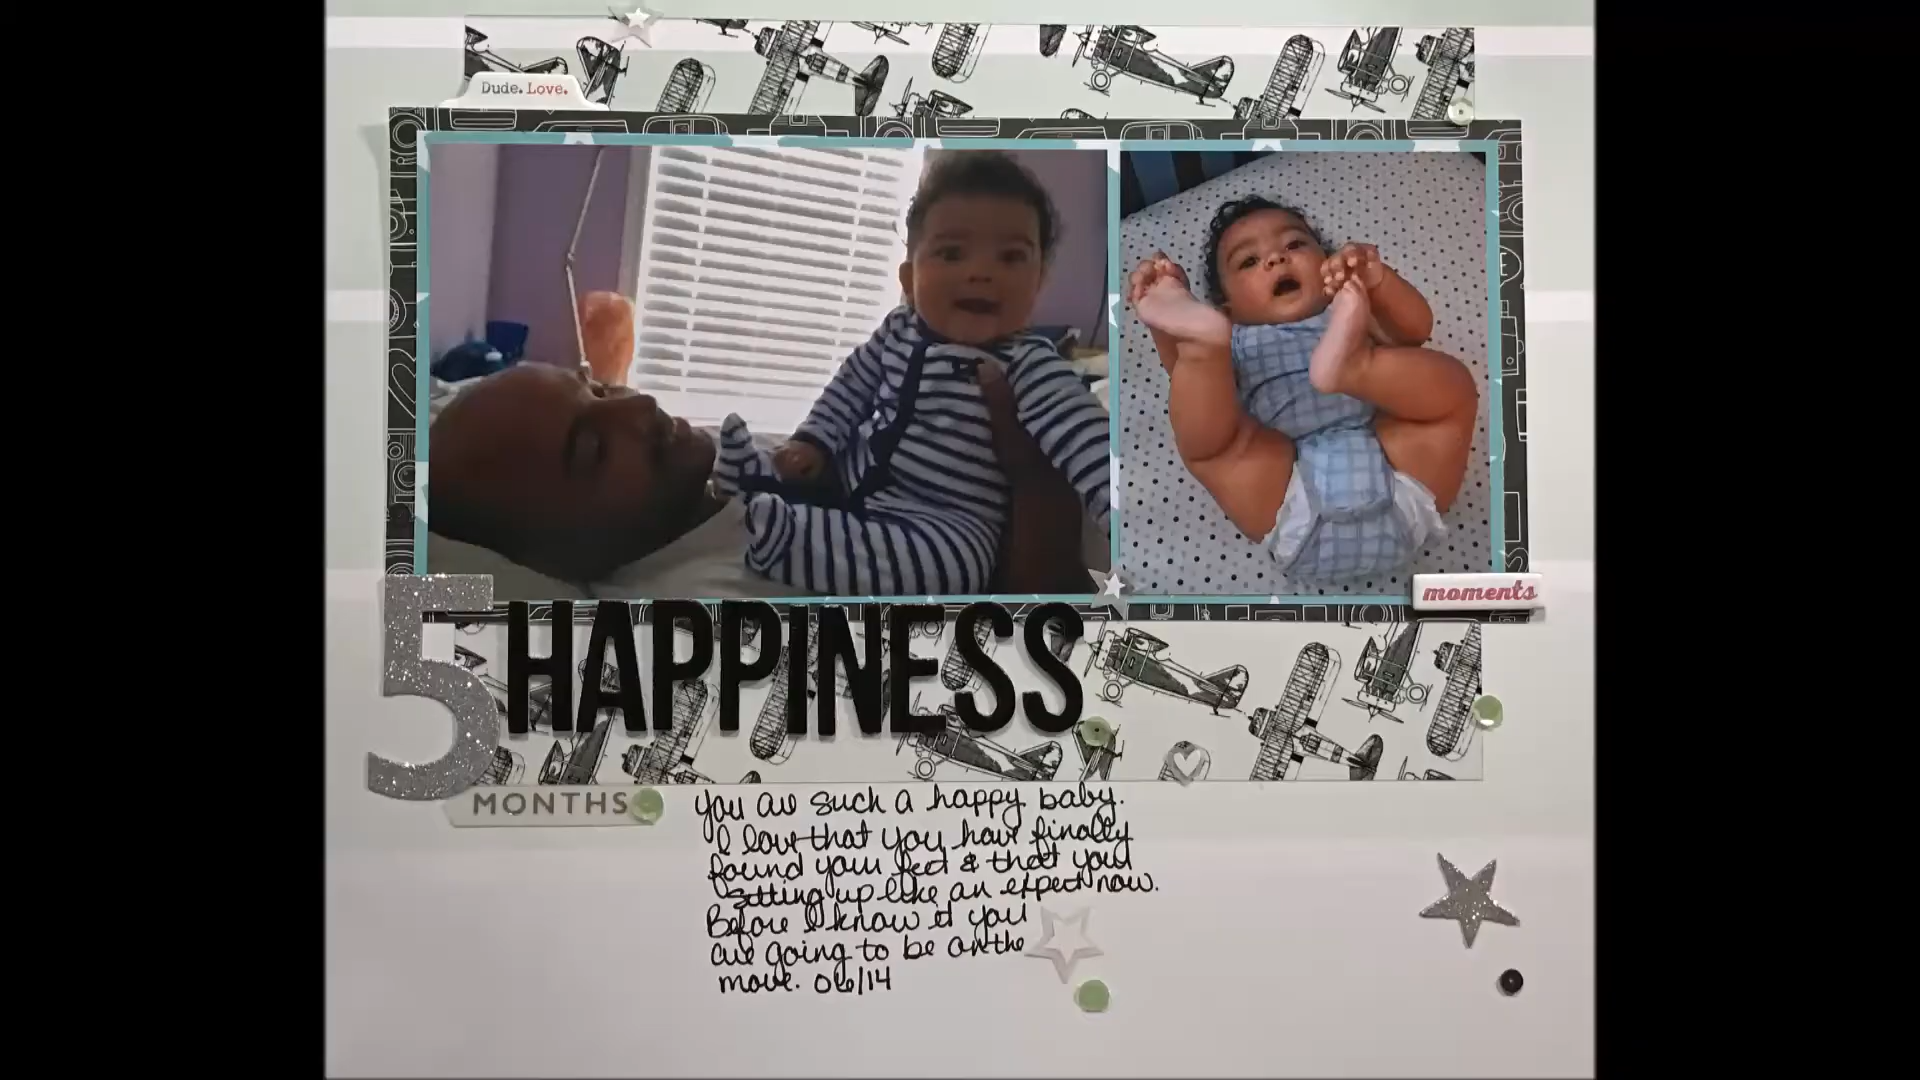 Dude. Love.
moments
5 HAPPINESS
MONTHS
You are such a happy baby.
I love that you have finally
found your feet & that your
sitting up like an expert now.
Before I know it you
are going to be on the
move. 06/14